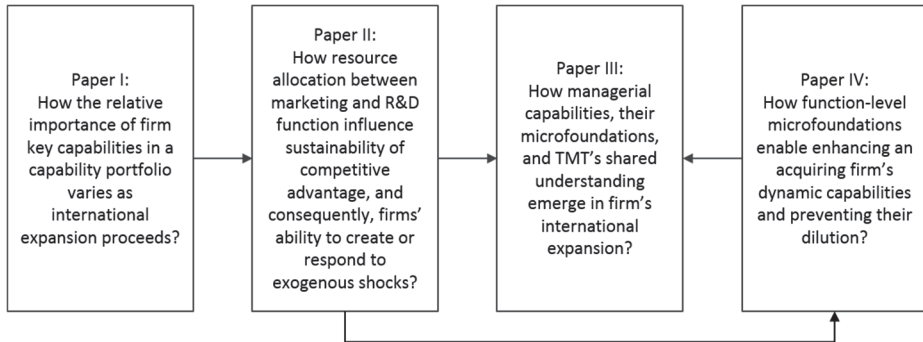 Paper I:
How the relative
importance of firm
key capabilities in a
capability portfolio
varies as
international
expansion proceeds?
Paper II:
How resource
allocation between
marketing and R&D
function influence
sustainability of
competitive
advantage, and
consequently, firms’
ability to create or
respond to
exogenous shocks?
Paper III:
How managerial
capabilities, their
microfoundations,
and TMT’s shared
understanding
emerge in firm’s
international
expansion?
Paper IV:
How function-level
microfoundations
enable enhancing an
acquiring firm’s
dynamic capabilities
and preventing their
dilution?